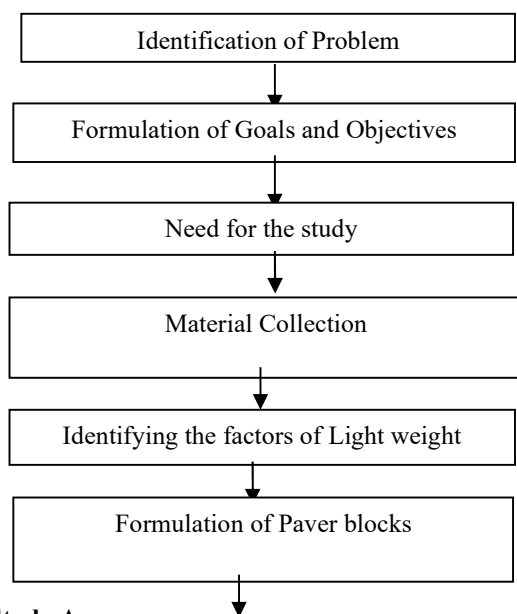 Identification of Problem
Formulation of Goals and Objectives
Need for the study
Material Collection
Identifying the factors of Light weight
Formulation of Paver blocks